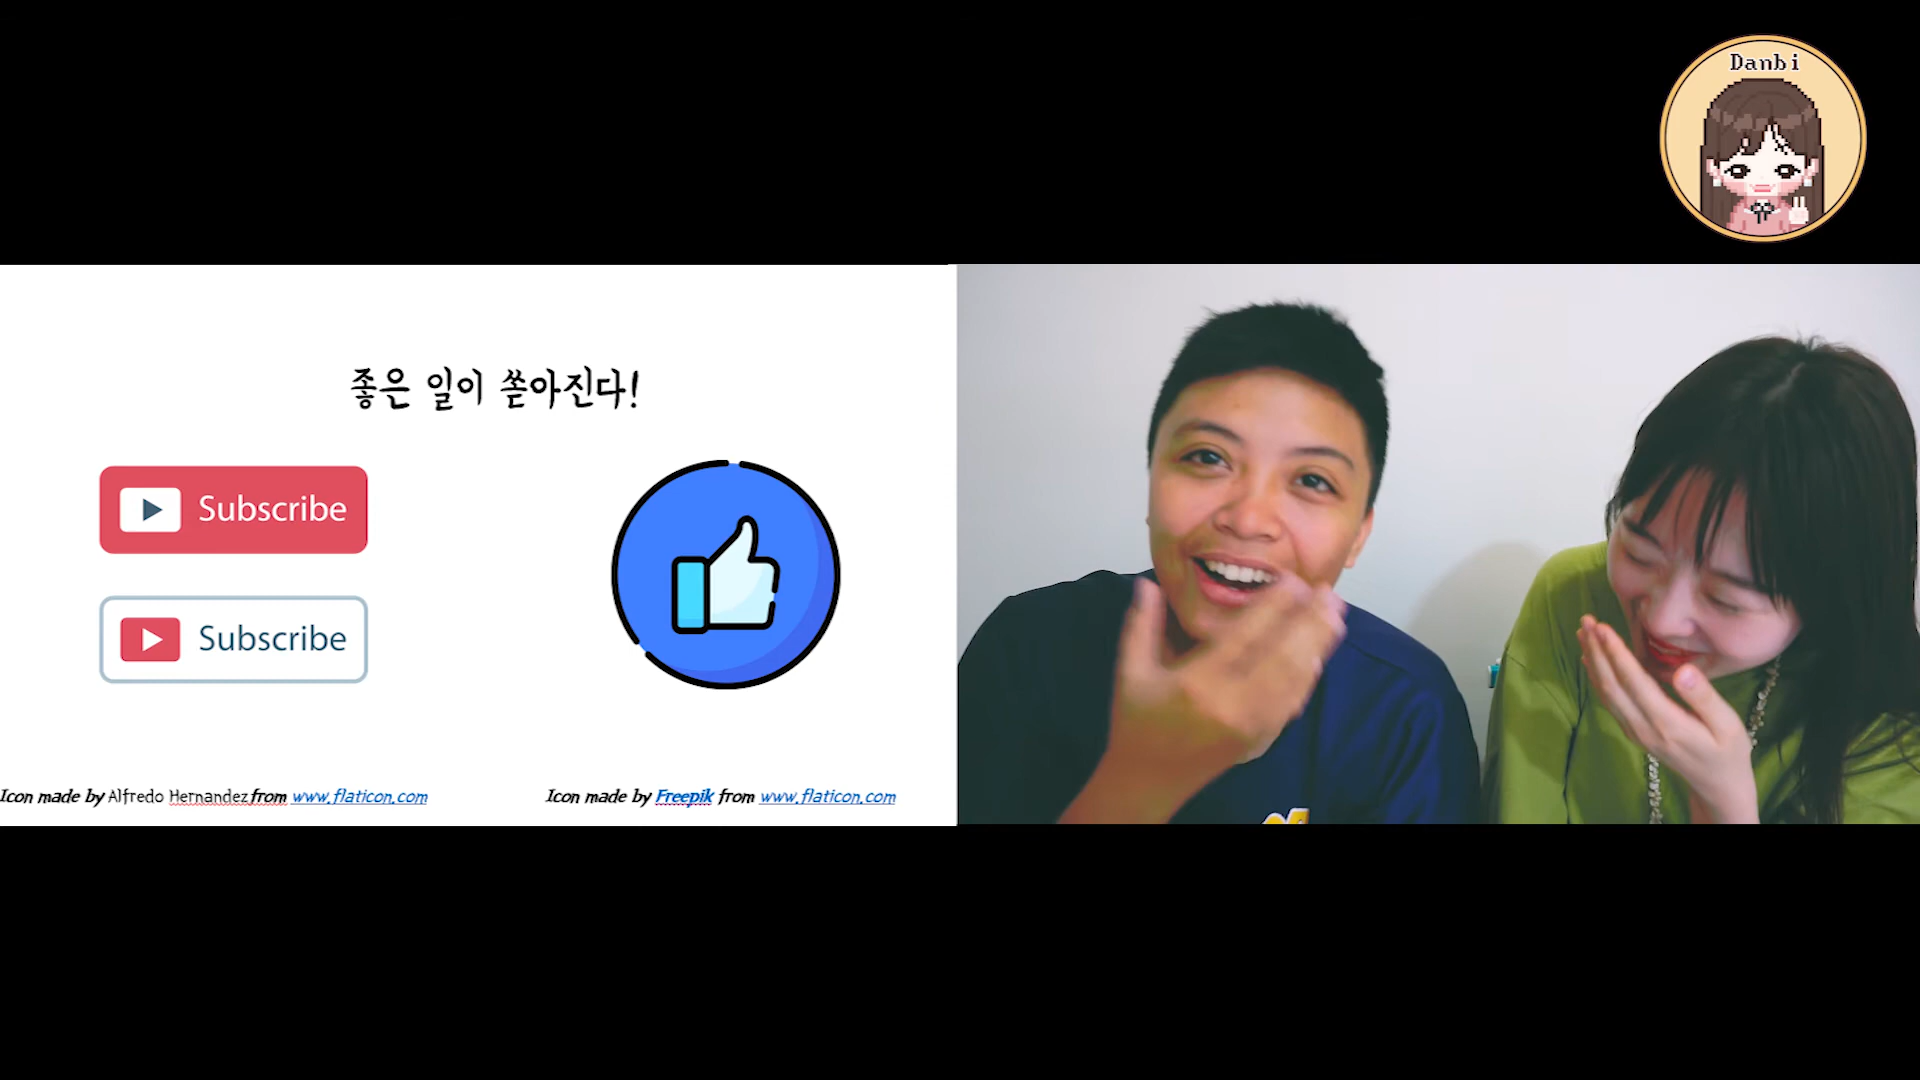 Danbi
좋은 일이 쏟아진다!
Subscribe
Subscribe
Icon made by Alfredo Hernandez from www.flaticon.com
Icon made by Freepik from www.flaticon.com